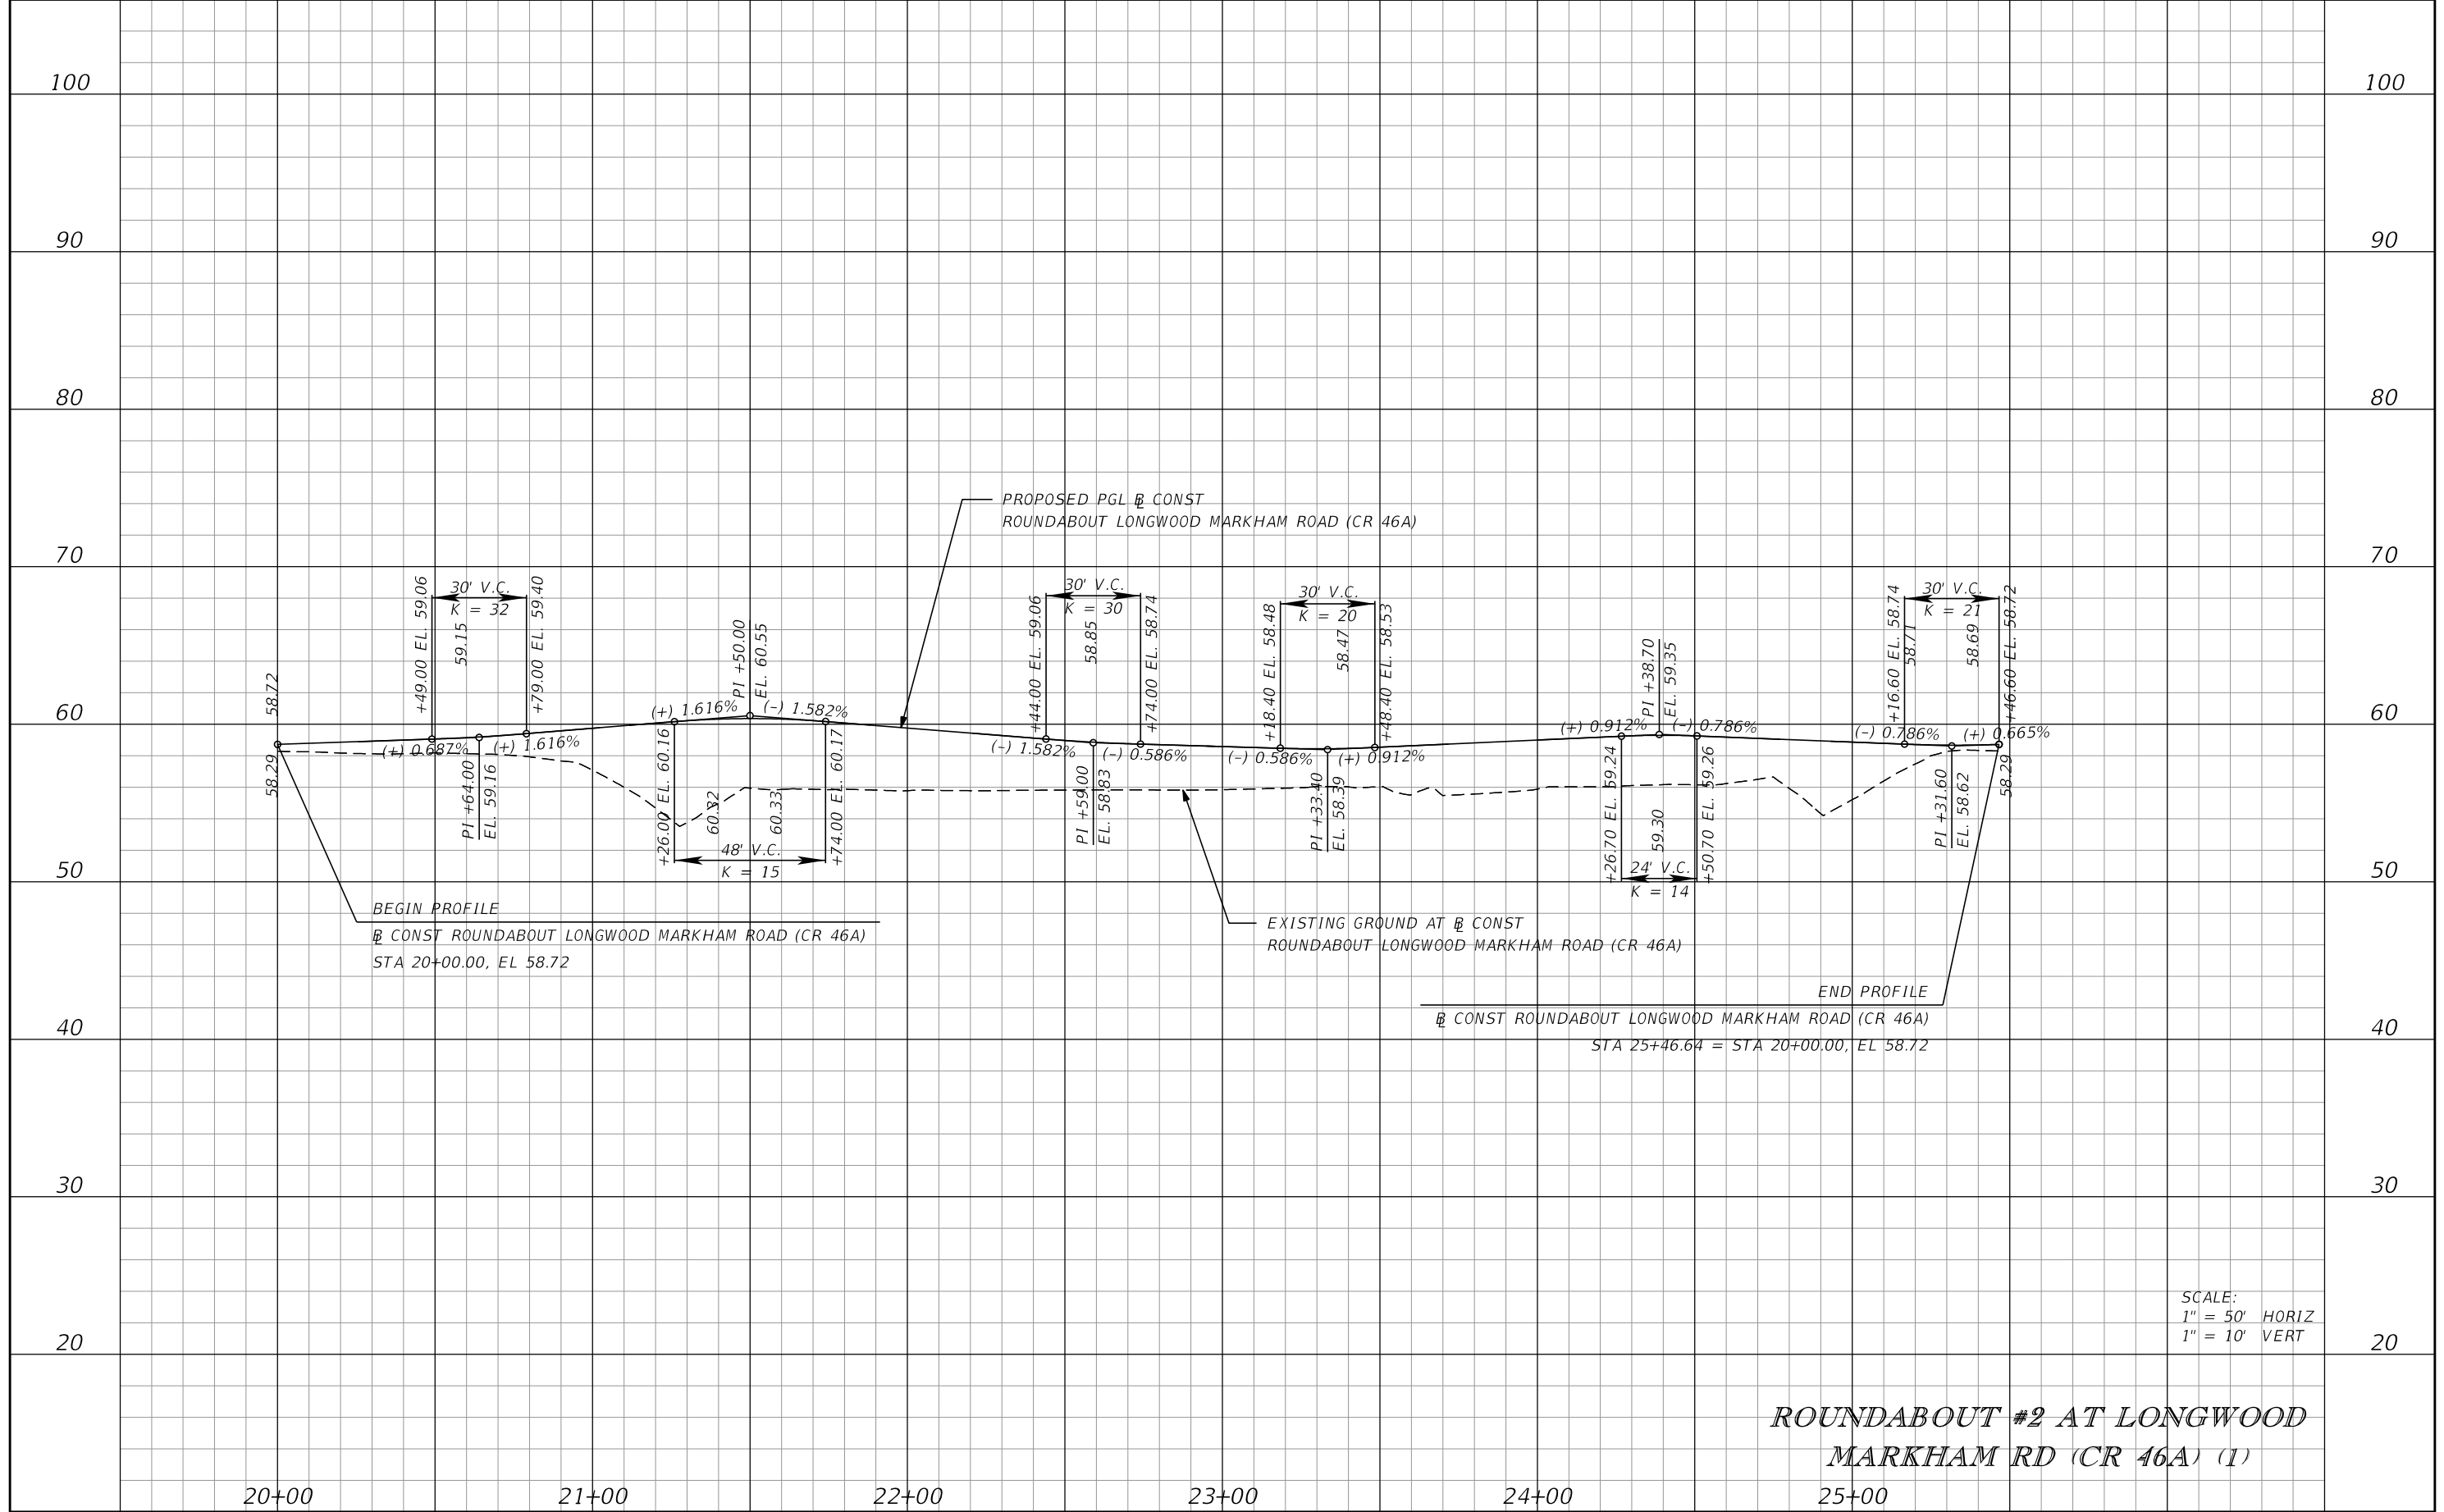 100
100
90
90
80
80
70
70
60
60
50
50
40
40
30
30
20
20
PROPOSED PGL BL CONST
ROUNDABOUT LONGWOOD MARKHAM ROAD (CR 46A)
58.72
58.29
+49.00 EL. 59.06
30' V.C.
K = 32
59.15
+79.00 EL. 59.40
(+) 0.687%
(+) 1.616%
PI +64.00
EL. 59.16
(+) 1.616%
(-) 1.582%
PI +50.00
EL. 60.55
+26.00 EL. 60.16
60.32
60.33
+74.00 EL. 60.17
48' V.C.
K = 15
+44.00 EL. 59.06
30' V.C.
K = 30
58.85
+74.00 EL. 58.74
(-) 1.582%
(-) 0.586%
PI +59.00
EL. 58.83
+18.40 EL. 58.48
30' V.C.
K = 20
58.47
+48.40 EL. 58.53
(-) 0.586%
(+) 0.912%
PI +33.40
EL. 58.39
(+) 0.912%
(-) 0.786%
PI +38.70
EL. 59.35
+26.70 EL. 59.24
59.30
+50.70 EL. 59.26
24' V.C.
K = 14
+16.60 EL. 58.74
58.71
30' V.C.
K = 21
58.69
+46.60 EL. 58.72
(-) 0.786%
(+) 0.665%
PI +31.60
EL. 58.62
58.29
BEGIN PROFILE
BL CONST ROUNDABOUT LONGWOOD MARKHAM ROAD (CR 46A)
STA 20+00.00, EL 58.72
EXISTING GROUND AT BL CONST
ROUNDABOUT LONGWOOD MARKHAM ROAD (CR 46A)
END PROFILE
BL CONST ROUNDABOUT LONGWOOD MARKHAM ROAD (CR 46A)
STA 25+46.64 = STA 20+00.00, EL 58.72
SCALE:
1" = 50' HORIZ
1" = 10' VERT
ROUNDABOUT #2 AT LONGWOOD
MARKHAM RD (CR 46A) (1)
20+00
21+00
22+00
23+00
24+00
25+00